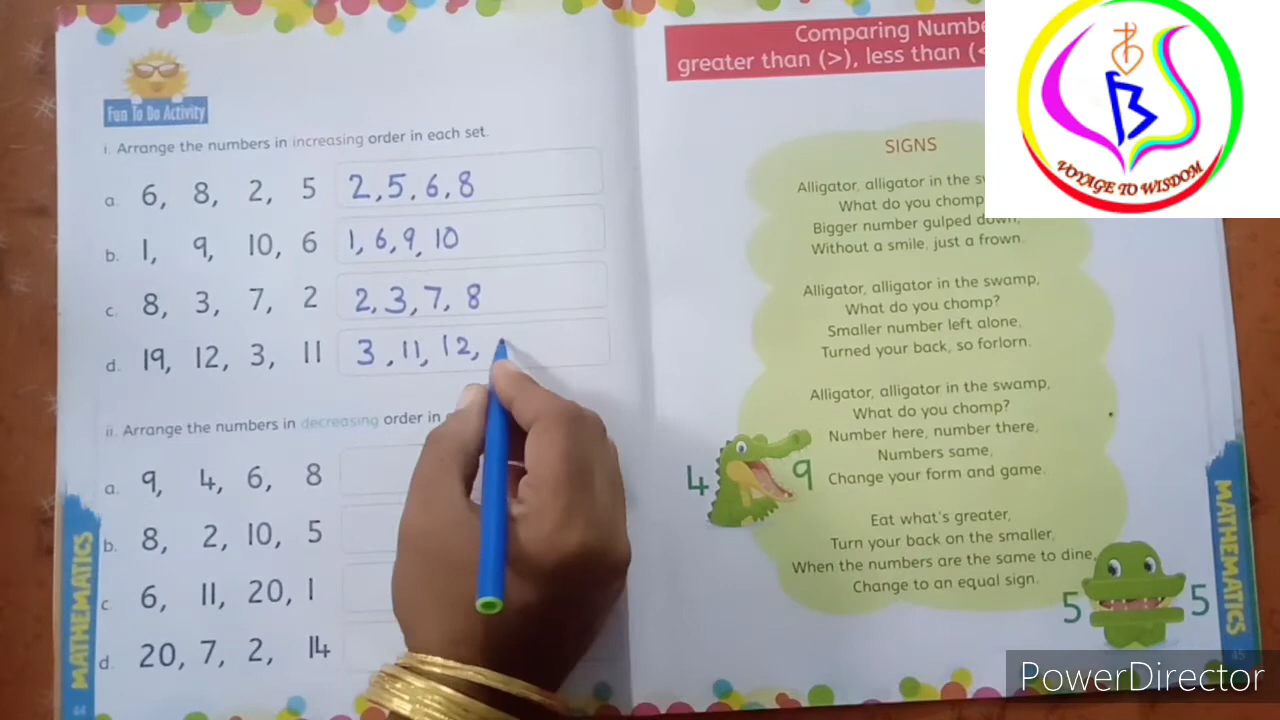 Fun To Do Activity
i. Arrange the numbers in increasing order in each set.
a. 6, 8, 2, 5 2, 5, 6, 8
b. 1, 9, 10, 6 1, 6, 9, 10
c. 8, 3, 7, 2 2, 3, 7, 8
d. 19, 12, 3, 11 3, 11, 12,
ii. Arrange the numbers in decreasing order in
a. 9, 4, 6, 8
b. 8, 2, 10, 5
c. 6, 11, 20, 1
d. 20, 7, 2, 14
MATHEMATICS
44
Comparing
greater than (>), less than (<
SIGNS
Alligator, alligator in the
What do you chomp
Bigger number gulped down,
Without a smile, just a frown.
Alligator, alligator in the swamp,
What do you chomp?
Smaller number left alone,
Turned your back, so forlorn.
Alligator, alligator in the swamp,
What do you chomp?
Number here, number there,
Numbers same,
Change your form and game.
4 9
Eat what's greater,
Turn your back on the smaller,
When the numbers are the same to dine,
Change to an equal sign.
5 5
MATHEMATICS
45
B
VOYAGE TO WISDOM
PowerDirector